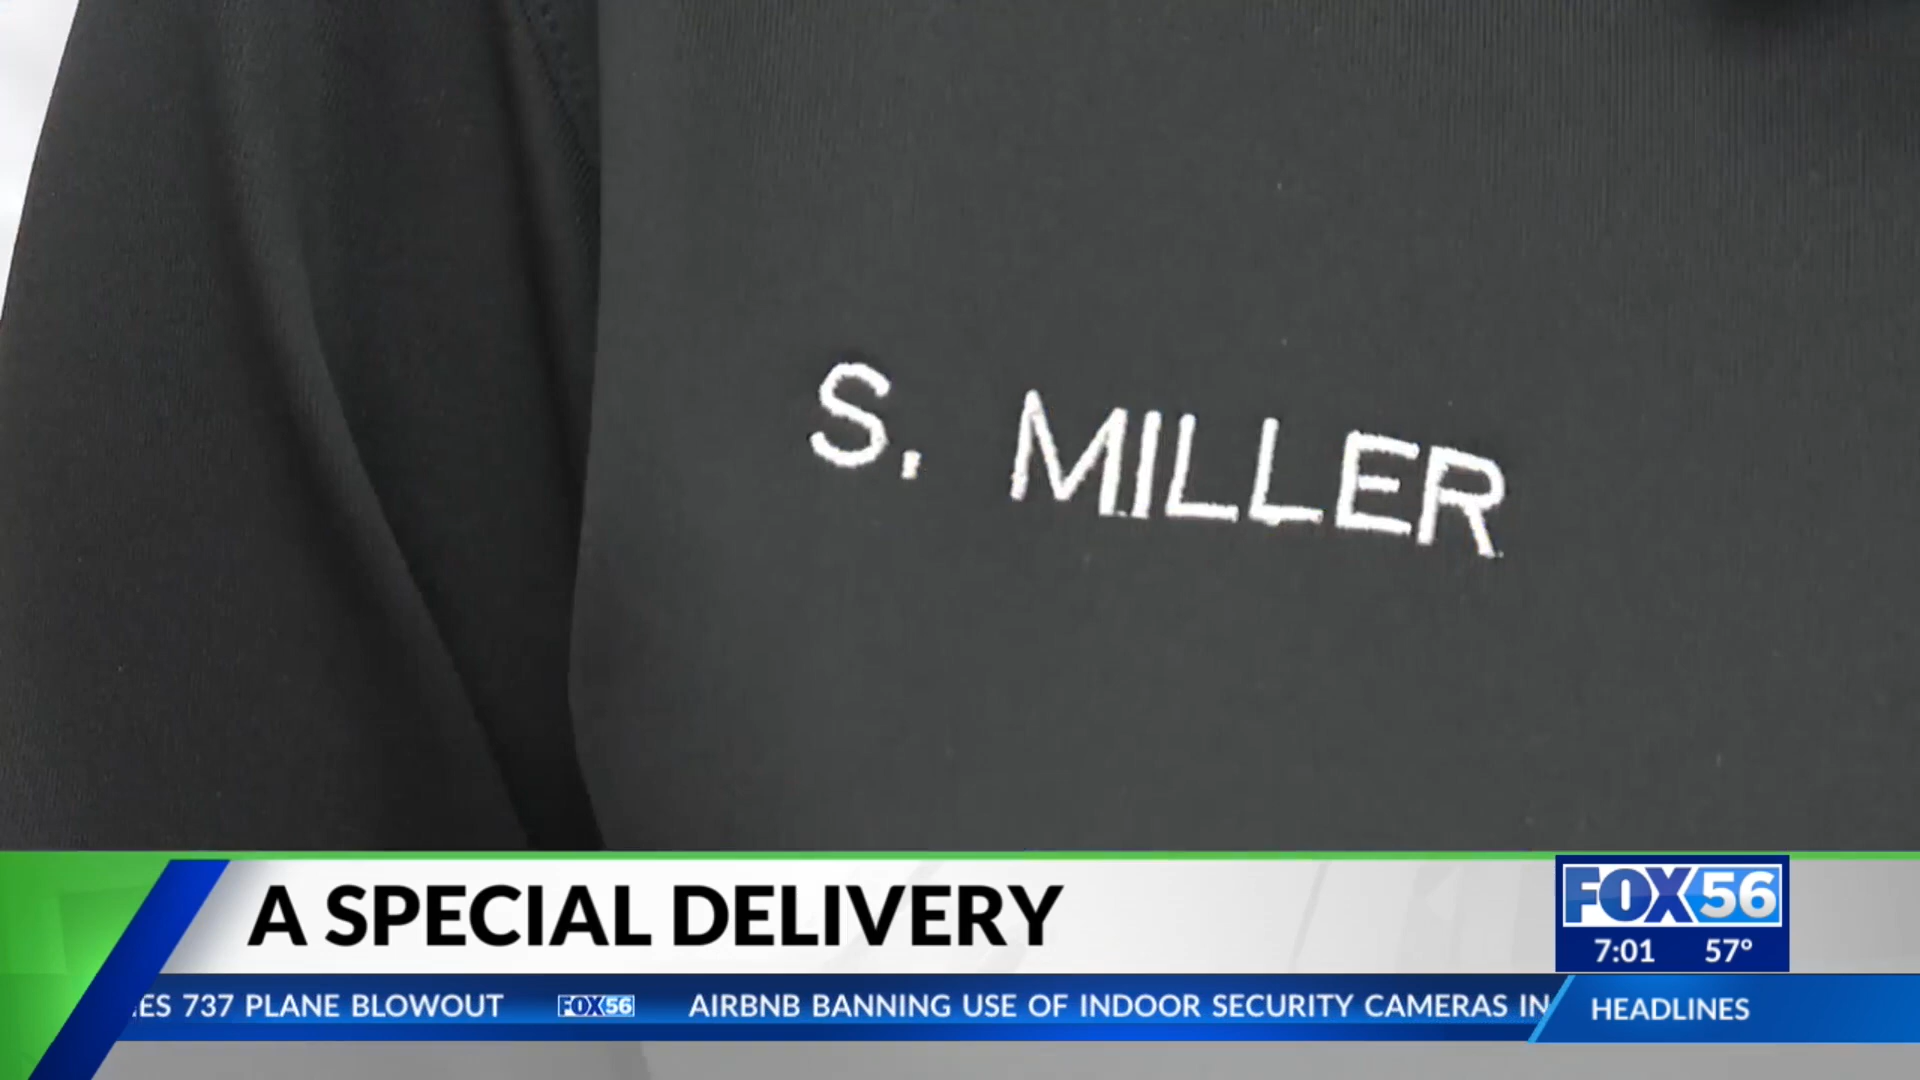 S. MILLER
A SPECIAL DELIVERY
FOX56
7:01 57°
ES 737 PLANE BLOWOUT FOX56 AIRBNB BANNING USE OF INDOOR SECURITY CAMERAS IN
HEADLINES